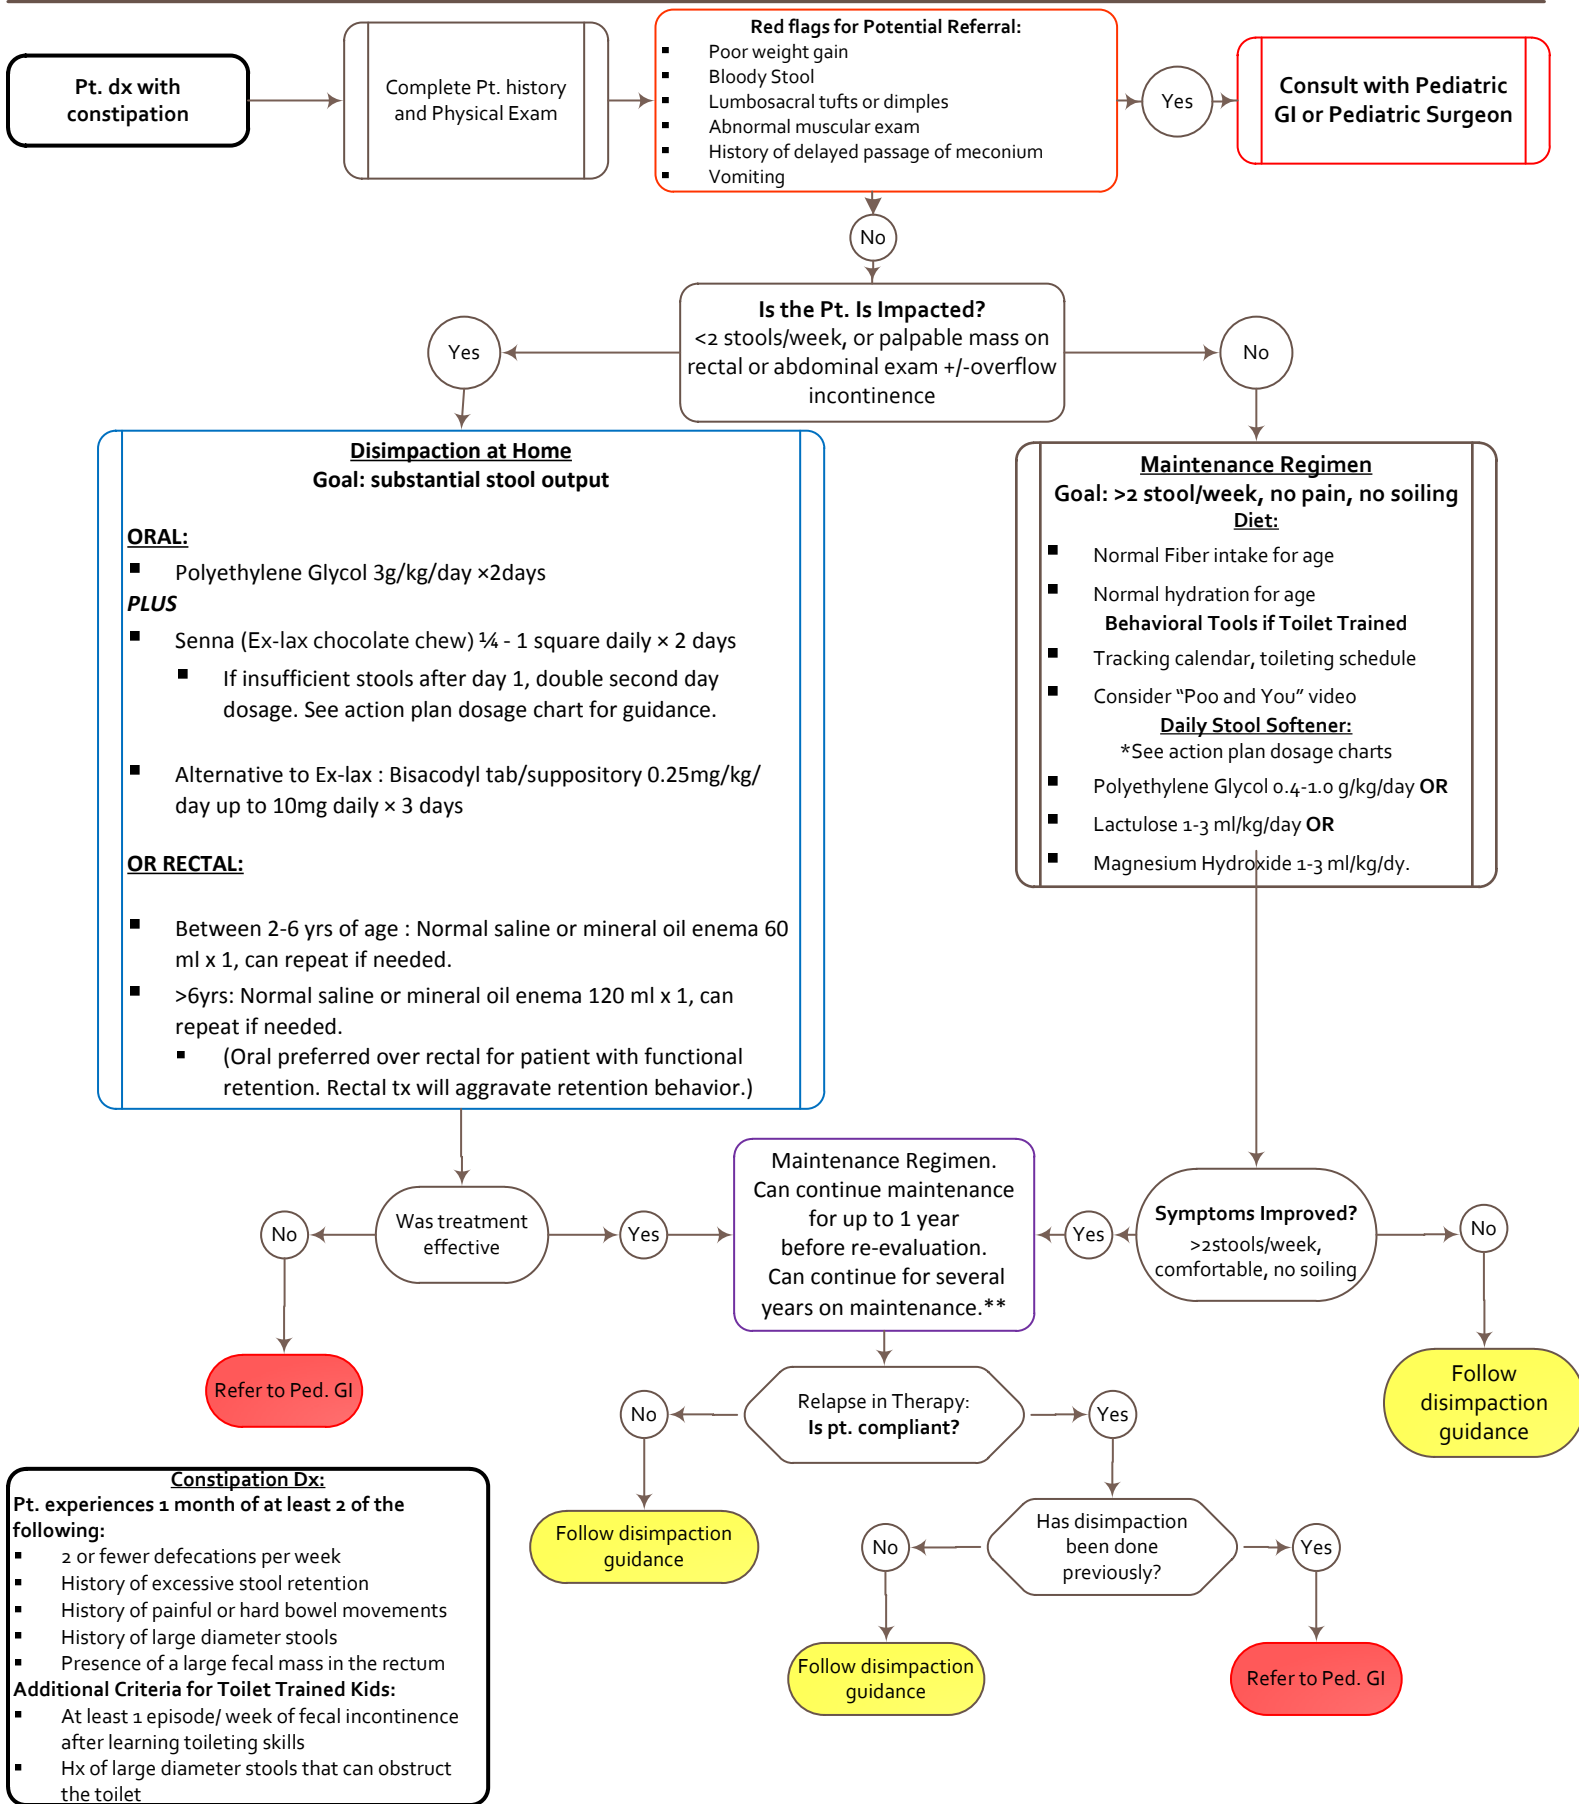 Pt. dx with
constipation
Complete Pt. history
and Physical Exam
Red flags for Potential Referral:
▪ Poor weight gain
▪ Bloody Stool
▪ Lumbosacral tufts or dimples
▪ Abnormal muscular exam
▪ History of delayed passage of meconium
▪ Vomiting
Yes
Consult with Pediatric
GI or Pediatric Surgeon
No
Is the Pt. Is Impacted?
<2 stools/week, or palpable mass on
rectal or abdominal exam +/-overflow
incontinence
Yes
No
Disimpaction at Home
Goal: substantial stool output
ORAL:
▪ Polyethylene Glycol 3g/kg/day ×2days
PLUS
▪ Senna (Ex-lax chocolate chew) ¼ - 1 square daily × 2 days
▪ If insufficient stools after day 1, double second day
dosage. See action plan dosage chart for guidance.
▪ Alternative to Ex-lax : Bisacodyl tab/suppository 0.25mg/kg/
day up to 10mg daily × 3 days
OR RECTAL:
▪ Between 2-6 yrs of age : Normal saline or mineral oil enema 60
ml x 1, can repeat if needed.
▪ >6yrs: Normal saline or mineral oil enema 120 ml x 1, can
repeat if needed.
▪ (Oral preferred over rectal for patient with functional
retention. Rectal tx will aggravate retention behavior.)
Maintenance Regimen
Goal: >2 stool/week, no pain, no soiling
Diet:
▪ Normal Fiber intake for age
▪ Normal hydration for age
Behavioral Tools if Toilet Trained
▪ Tracking calendar, toileting schedule
▪ Consider “Poo and You” video
Daily Stool Softener:
*See action plan dosage charts
▪ Polyethylene Glycol 0.4-1.0 g/kg/day OR
▪ Lactulose 1-3 ml/kg/day OR
▪ Magnesium Hydroxide 1-3 ml/kg/dy.
No
Was treatment
effective
Yes
Maintenance Regimen.
Can continue maintenance
for up to 1 year
before re-evaluation.
Can continue for several
years on maintenance.**
Yes
Symptoms Improved?
>2stools/week,
comfortable, no soiling
No
Refer to Ped. GI
Follow
disimpaction
guidance
No
Relapse in Therapy:
Is pt. compliant?
Yes
Follow disimpaction
guidance
No
Has disimpaction
been done
previously?
Yes
Follow disimpaction
guidance
Refer to Ped. GI
Constipation Dx:
Pt. experiences 1 month of at least 2 of the
following:
▪ 2 or fewer defecations per week
▪ History of excessive stool retention
▪ History of painful or hard bowel movements
▪ History of large diameter stools
▪ Presence of a large fecal mass in the rectum
Additional Criteria for Toilet Trained Kids:
▪ At least 1 episode/ week of fecal incontinence
after learning toileting skills
▪ Hx of large diameter stools that can obstruct
the toilet